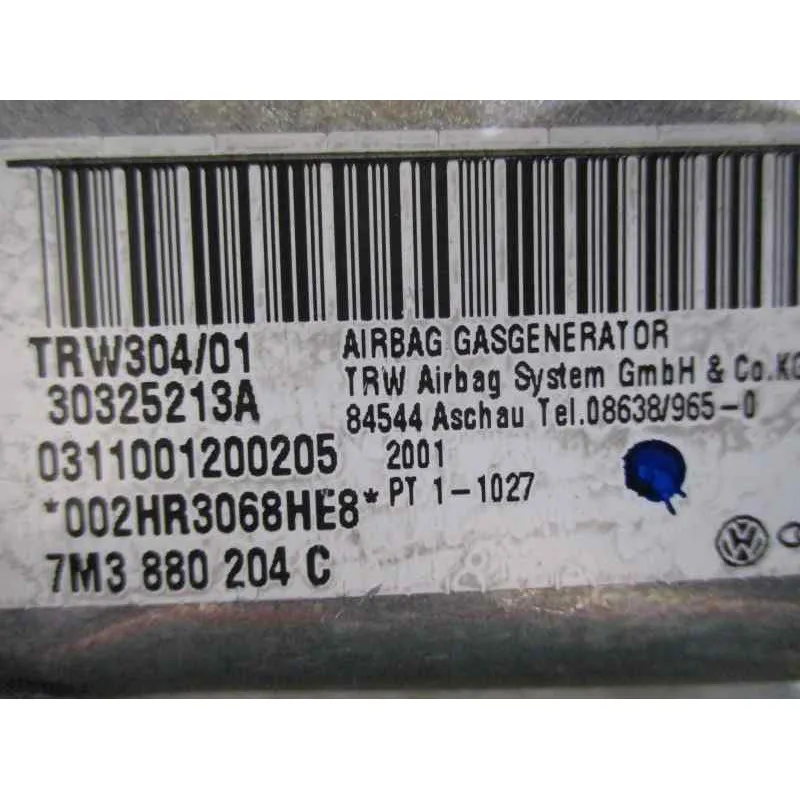 TRW304/01 AIRBAG GASGENERATOR
30325213A TRW Airbag System GmbH & Co.KG
84544 Aschau Tel.08638/965-0
0311001200205 2001
*002HR3068HE8* PT 1-1027
7M3 880 204 C